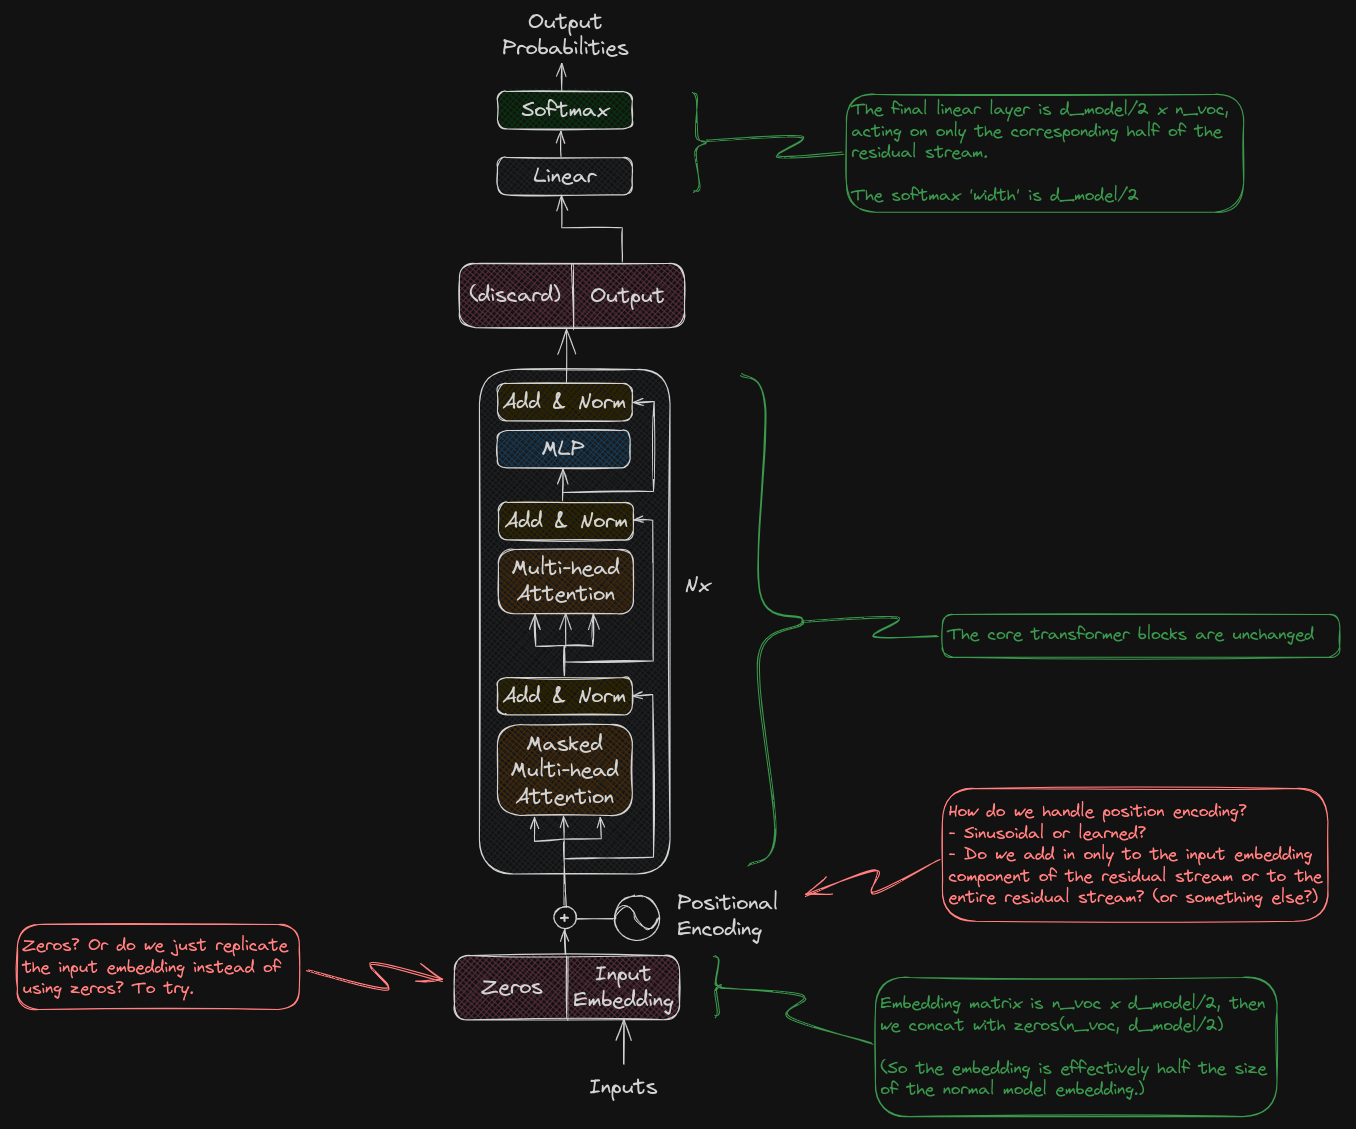 Output
Probabilities
Softmax
Linear
The final linear layer is d_model/2 x n_voc,
acting on only the corresponding half of the
residual stream.
The softmax 'width' is d_model/2
(discard)
Output
Add & Norm
MLP
Add & Norm
Multi-head
Attention
Nx
The core transformer blocks are unchanged
Add & Norm
Masked
Multi-head
Attention
How do we handle position encoding?
- Sinusoidal or learned?
- Do we add in only to the input embedding
component of the residual stream or to the
entire residual stream? (or something else?)
+
Positional
Encoding
Zeros? Or do we just replicate
the input embedding instead of
using zeros? To try.
Zeros
Input
Embedding
Embedding matrix is n_voc x d_model/2, then
we concat with zeros(n_voc, d_model/2)
(So the embedding is effectively half the size
of the normal model embedding.)
Inputs